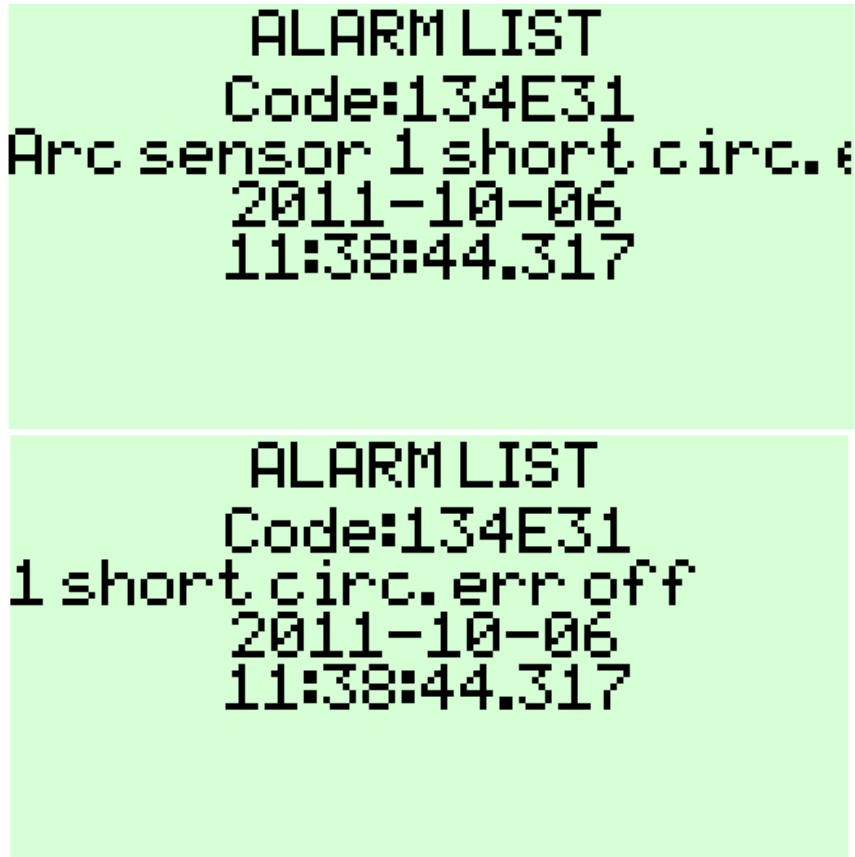 ALARM LIST
Code:134E31
Arc sensor 1 short circ.e
2011-10-06
11:38:44.317
ALARM LIST
Code:134E31
1 short circ.err off
2011-10-06
11:38:44.317